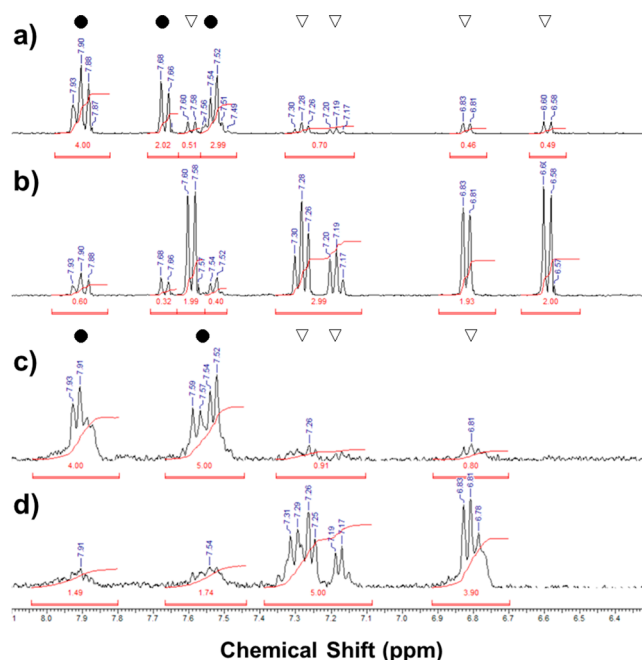 a)
7.93 7.90 7.88 7.87 7.68 7.66 7.60 7.58 7.56 7.54 7.52 7.51 7.49 7.30 7.28 7.26 7.20 7.19 7.17 6.83 6.81 6.60 6.58
4.00 2.02 0.51 2.99 0.70 0.46 0.49
b)
7.93 7.90 7.88 7.68 7.66 7.60 7.58 7.57 7.54 7.52 7.30 7.28 7.26 7.20 7.19 7.17 6.83 6.81 6.60 6.58 6.57
0.60 0.32 1.99 0.40 2.99 1.93 2.00
c)
7.93 7.91 7.59 7.57 7.54 7.52 7.26 6.81
4.00 5.00 0.91 0.80
d)
7.91 7.54 7.31 7.29 7.26 7.25 7.19 7.17 6.83 6.81 6.78
1.49 1.74 5.00 3.90
1 8.0 7.9 7.8 7.7 7.6 7.5 7.4 7.3 7.2 7.1 7.0 6.9 6.8 6.7 6.6 6.5 6.4
Chemical Shift (ppm)